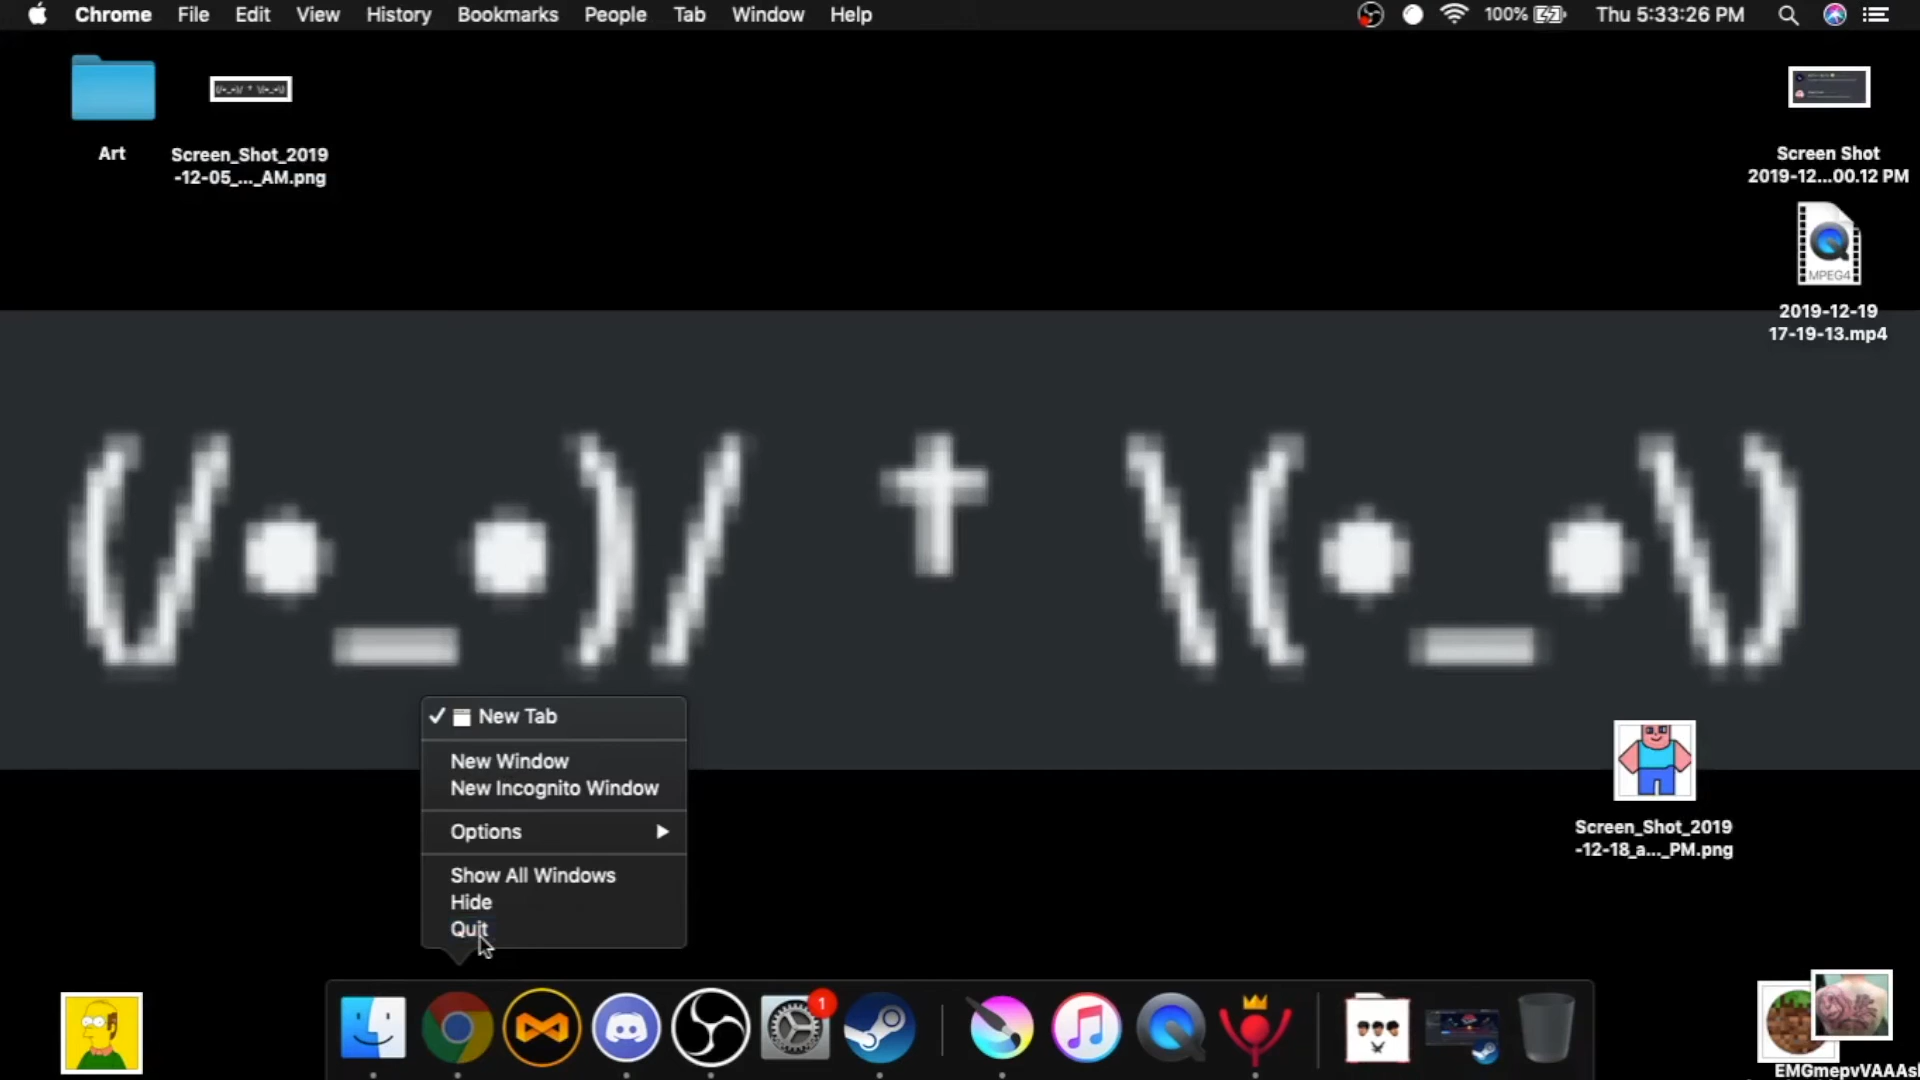 Chrome File Edit View History Bookmarks People Tab Window Help 100% Thu 5:33:26 PM
Art
Screen_Shot_2019
-12-05_..._AM.png
Screen Shot
2019-12...00.12 PM
MPEG4
2019-12-19
17-19-13.mp4
(/•_•)/ † \(•_•\)
✓ New Tab
New Window
New Incognito Window
Options
Show All Windows
Hide
Quit
Screen_Shot_2019
-12-18_a..._PM.png
1